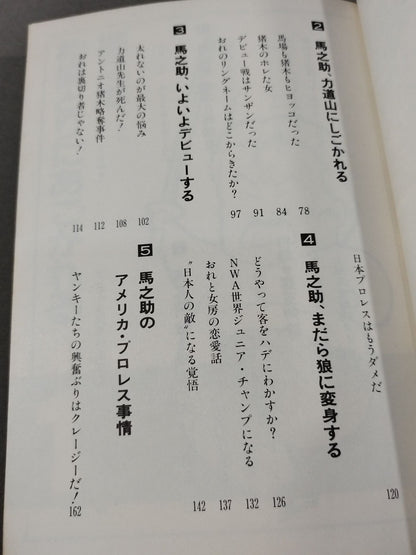 2 馬之助、力道山にしごかれる
馬場も猪木もヒヨッコだった 78
猪木のホレた女 84
デビュー戦はサンザンだった 91
おれのリングネームはどこからきたか? 97
3 馬之助、いよいよデビューする
太れないのが最大の悩み 102
力道山先生が死んだ! 108
アントニオ猪木略奪事件 112
おれは裏切り者じゃない! 114
日本プロレスはもうダメだ 120
4 馬之助、まだら狼に変身する
どうやって客をハデにわかすか? 126
NWA世界ジュニア・チャンプになる 132
おれと女房の恋愛話 137
“日本人の敵”になる覚悟 142
5 馬之助の
アメリカ・プロレス事情
ヤンキーたちの興奮ぶりはクレージーだ! 162